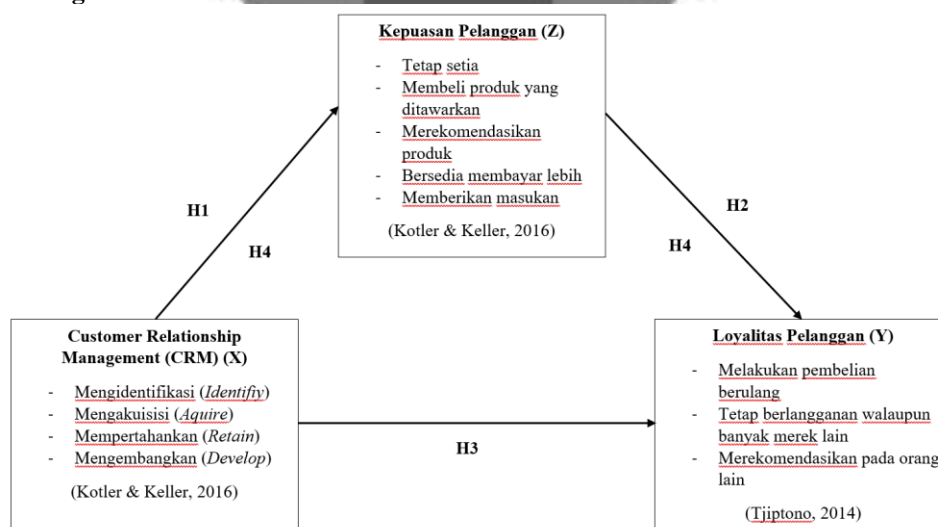 Kepuasan Pelanggan (Z)
- Tetap setia
- Membeli produk yang
ditawarkan
- Merekomendasikan
produk
- Bersedia membayar lebih
- Memberikan masukan
(Kotler & Keller, 2016)
H1
H4
H2
H4
Customer Relationship
Management (CRM) (X)
- Mengidentifikasi (Identifiy)
- Mengakuisisi (Aquire)
- Mempertahankan (Retain)
- Mengembangkan (Develop)
(Kotler & Keller, 2016)
H3
Loyalitas Pelanggan (Y)
- Melakukan pembelian
berulang
- Tetap berlangganan walaupun
banyak merek lain
- Merekomendasikan pada orang
lain
(Tjiptono, 2014)